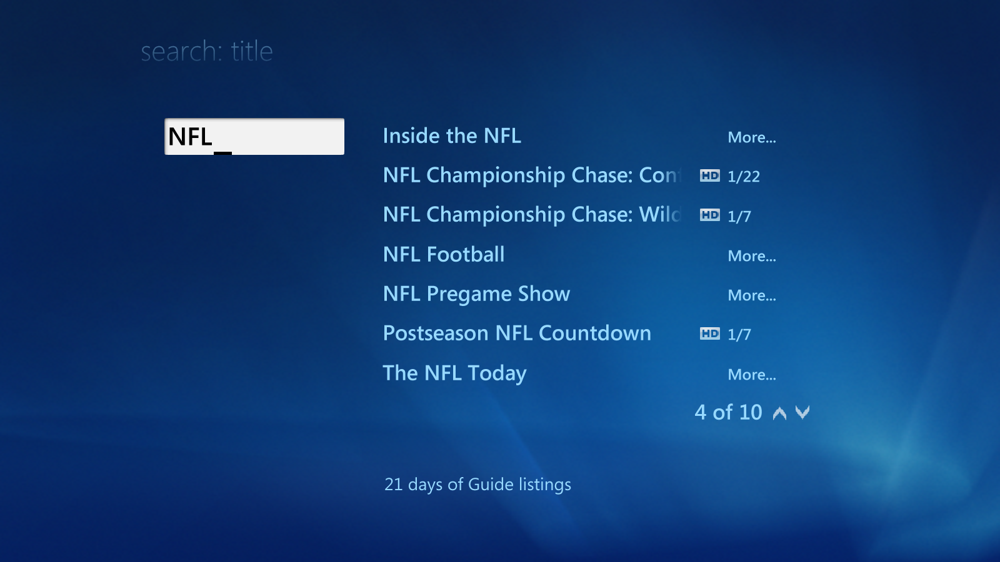 search: title
NFL_
Inside the NFL More...
NFL Championship Chase: HD 1/22
NFL Championship Chase: Wild HD 1/7
NFL Football More...
NFL Pregame Show More...
Postseason NFL Countdown HD 1/7
The NFL Today More...
4 of 10
21 days of Guide listings